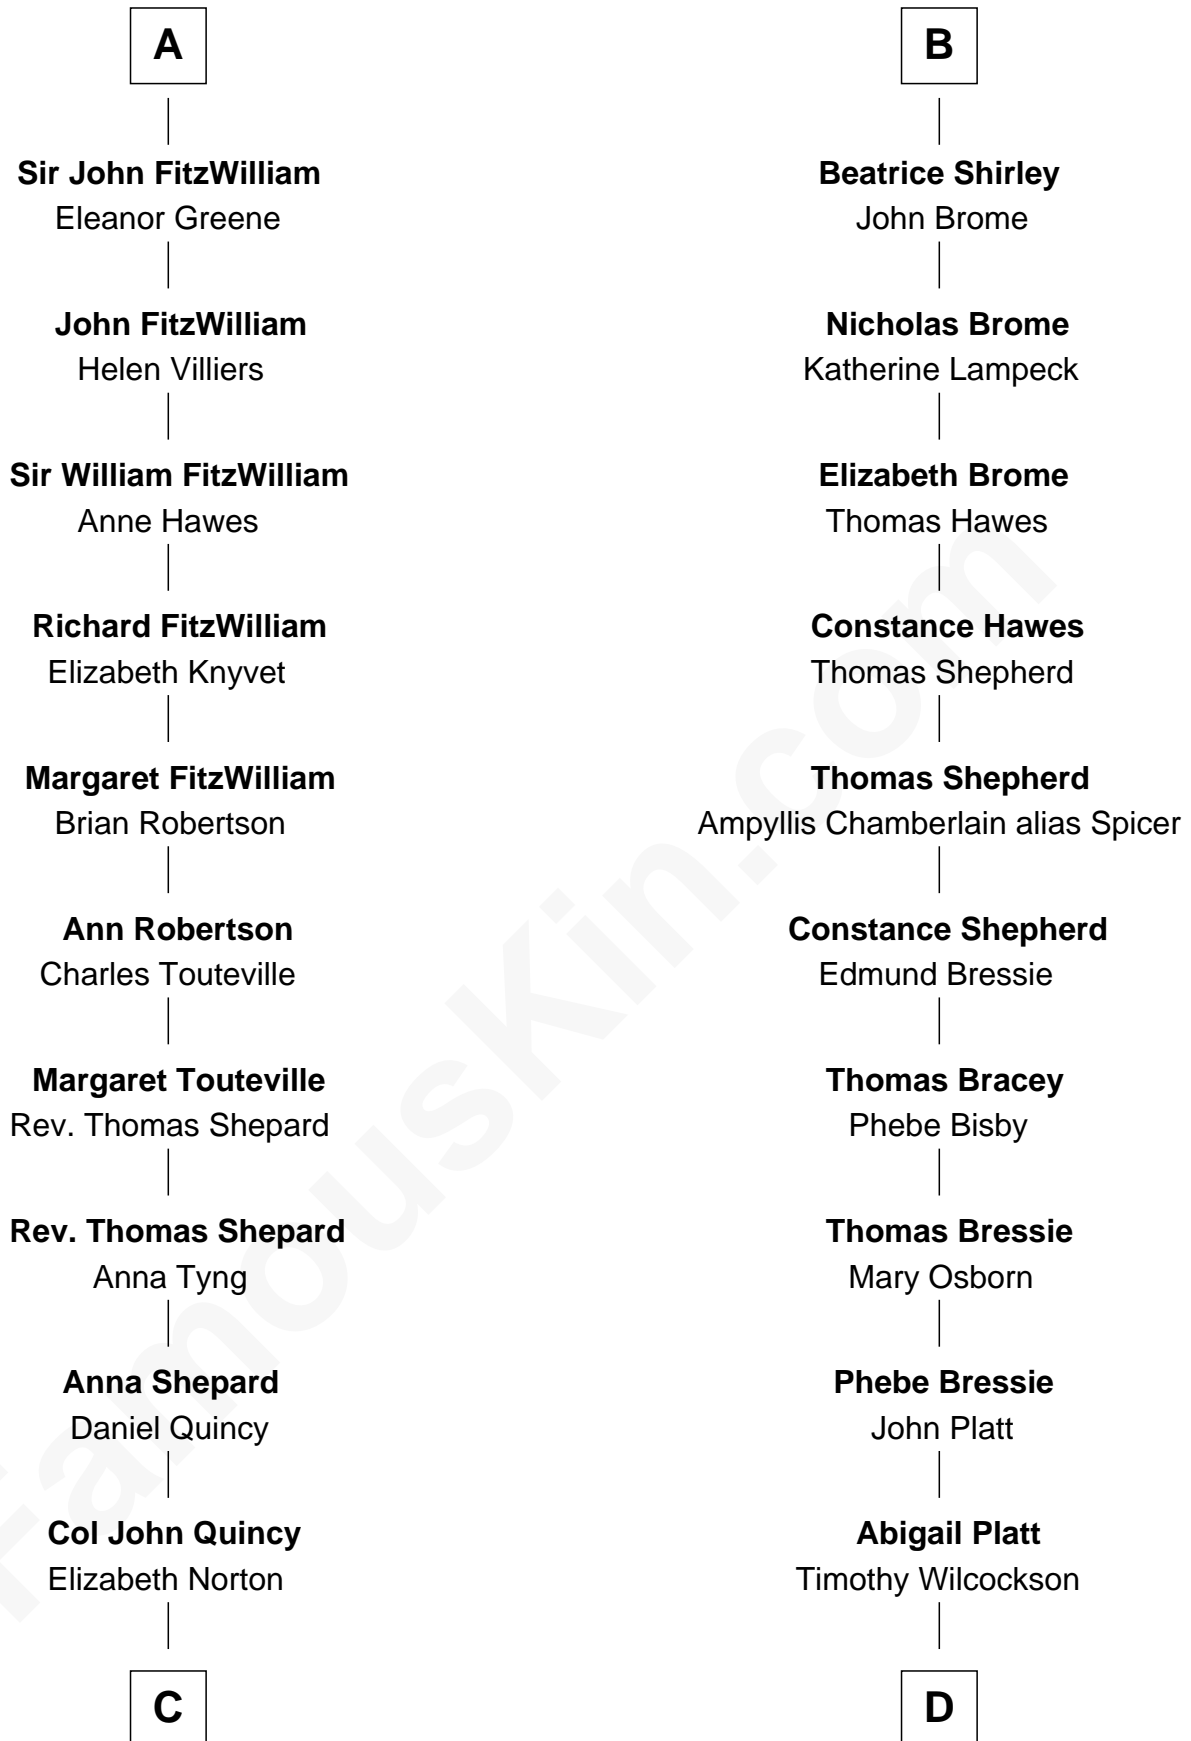 A
Sir John FitzWilliam
Eleanor Greene
John FitzWilliam
Helen Villiers
Sir William FitzWilliam
Anne Hawes
Richard FitzWilliam
Elizabeth Knyvet
Margaret FitzWilliam
Brian Robertson
Ann Robertson
Charles Touteville
Margaret Touteville
Rev. Thomas Shepard
Rev. Thomas Shepard
Anna Tyng
Anna Shepard
Daniel Quincy
Col John Quincy
Elizabeth Norton
C
B
Beatrice Shirley
John Brome
Nicholas Brome
Katherine Lampeck
Elizabeth Brome
Thomas Hawes
Constance Hawes
Thomas Shepherd
Thomas Shepherd
Ampyllis Chamberlain alias Spicer
Constance Shepherd
Edmund Bressie
Thomas Bracey
Phebe Bisby
Thomas Bressie
Mary Osborn
Phebe Bressie
John Platt
Abigail Platt
Timothy Wilcockson
D
FamousKin.com